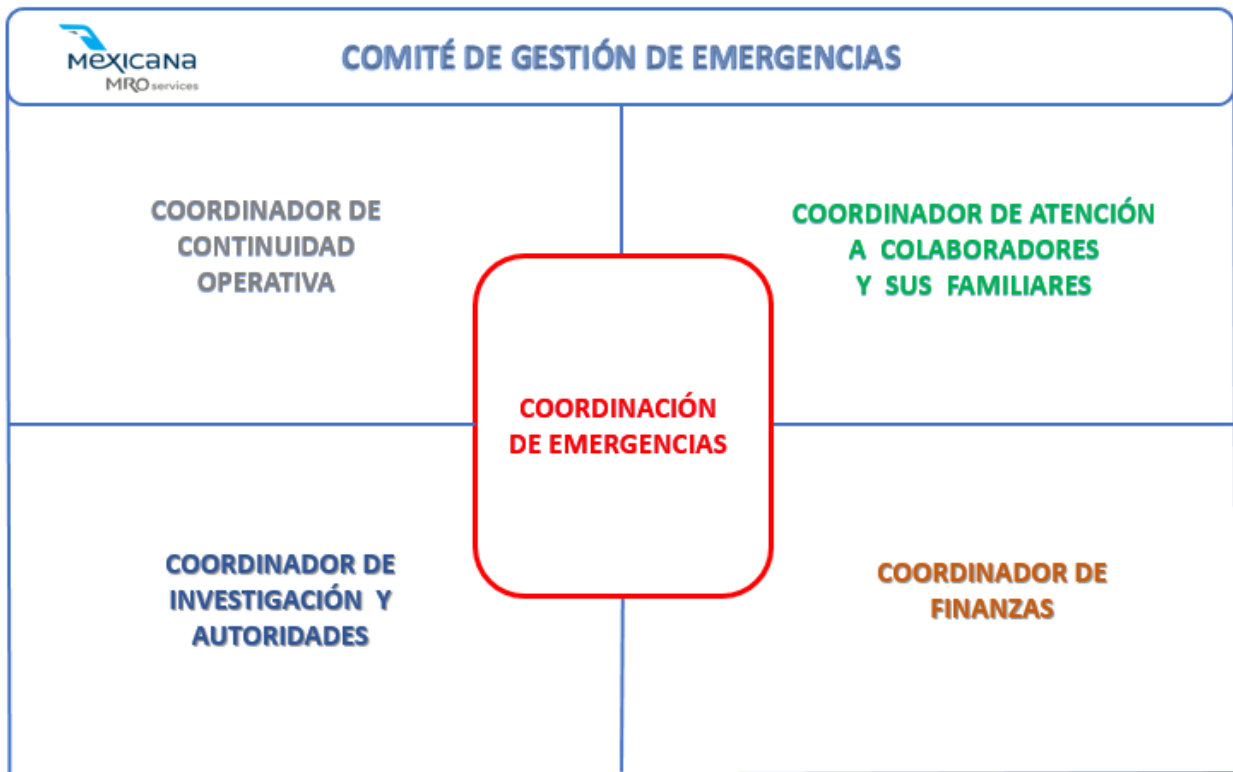 MEXICANA
MRO services
COMITÉ DE GESTIÓN DE EMERGENCIAS
COORDINADOR DE
CONTINUIDAD
OPERATIVA
COORDINADOR DE ATENCIÓN
A COLABORADORES
Y SUS FAMILIARES
COORDINACIÓN
DE EMERGENCIAS
COORDINADOR DE
INVESTIGACIÓN Y
AUTORIDADES
COORDINADOR DE
FINANZAS